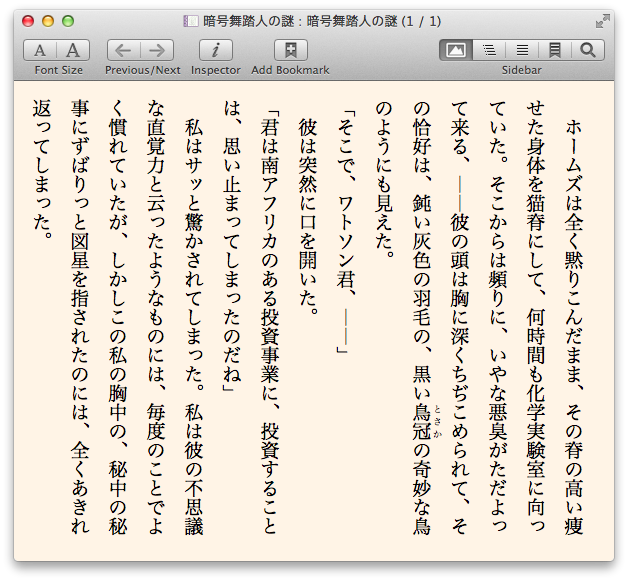 暗号舞踏人の謎 : 暗号舞踏人の謎 (1 / 1)
A A
Font Size
Previous/Next
i
Inspector
Add Bookmark
Sidebar
ホームズは全く黙りこんだまま、その脊の高い痩
せた身体を猫脊にして、何時間も化学実験室に向っ
ていた。そこからは頻りに、いやな悪臭がただよっ
て来る、――彼の頭は胸に深くちぢこめられて、そ
の恰好は、鈍い灰色の羽毛の、黒い鳥冠の奇妙な鳥
とさか
のようにも見えた。
「そこで、ワトソン君、――」
彼は突然に口を開いた。
「君は南アフリカのある投資事業に、投資すること
は、思い止まってしまったのだね」
私はサッと驚かされてしまった。私は彼の不思議
な直覚力と云ったようなものには、毎度のことでよ
く慣れていたが、しかしこの私の胸中の、秘中の秘
事にずばりっと図星を指されたのには、全くあきれ
返ってしまった。